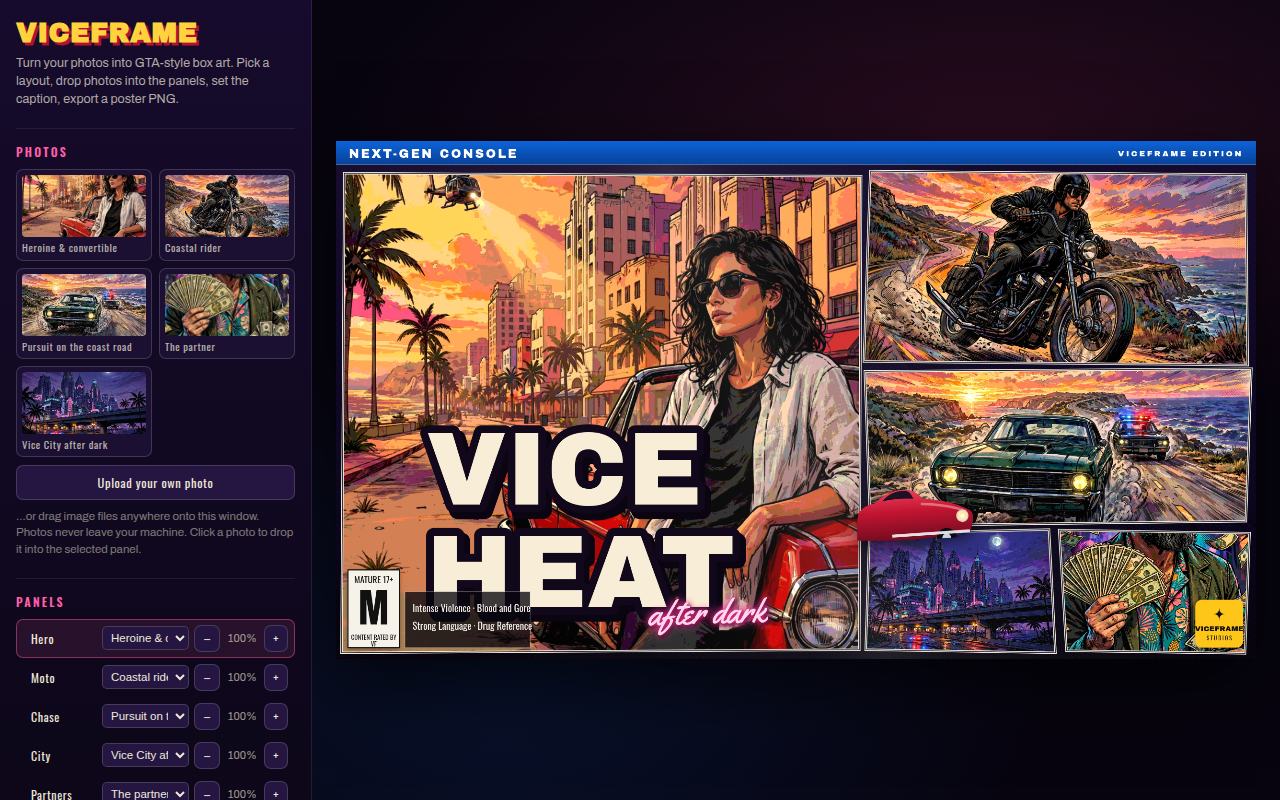 VICEFRAME
Turn your photos into GTA-style box art. Pick a
layout, drop photos into the panels, set the
caption, export a poster PNG.
PHOTOS
Heroine & convertible
Coastal rider
Pursuit on the coast road
The partner
Vice City after dark
Upload your own photo
…or drag image files anywhere onto this window.
Photos never leave your machine. Click a photo to drop
it into the selected panel.
PANELS
Hero
Heroine & c
–
100%
+
Moto
Coastal ride
–
100%
+
Chase
Pursuit on t
–
100%
+
City
Vice City af
–
100%
+
Partners
The partner
–
100%
+
NEXT-GEN CONSOLE
VICEFRAME EDITION
VICE
HEAT
after dark
MATURE 17+
M
CONTENT RATED BY
VF
Intense Violence · Blood and Gore
Strong Language · Drug Reference
VICEFRAME
STUDIOS